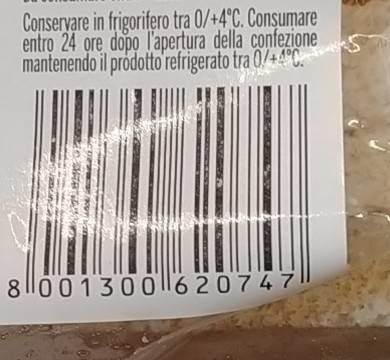 Conservare in frigorifero tra 0/+4°C. Consumare
entro 24 ore dopo l'apertura della confezione
mantenendo il prodotto refrigerato tra 0/+4°C.
8 001300 620747